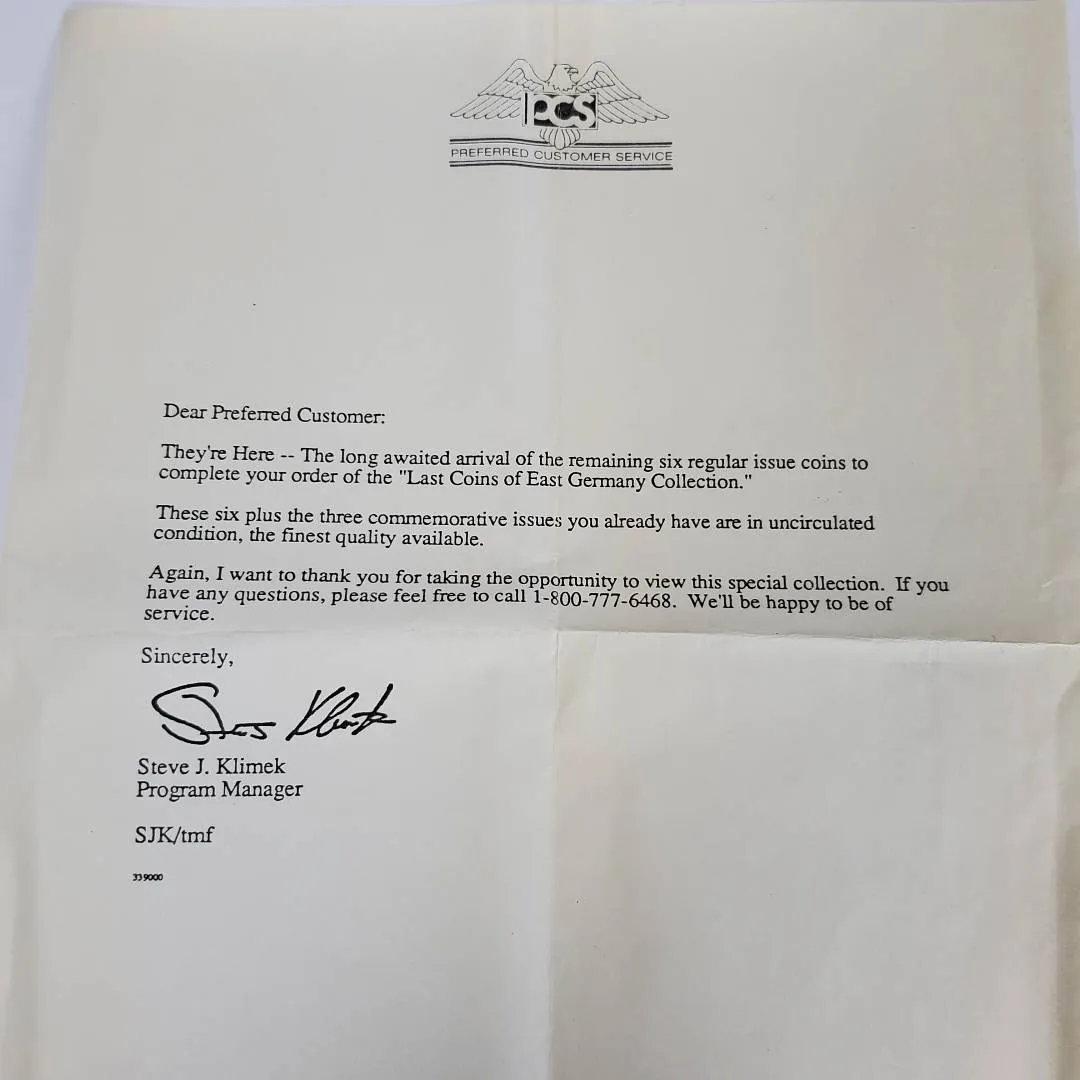 PCS
PREFERRED CUSTOMER SERVICE
Dear Preferred Customer:
They're Here -- The long awaited arrival of the remaining six regular issue coins to
complete your order of the "Last Coins of East Germany Collection."
These six plus the three commemorative issues you already have are in uncirculated
condition, the finest quality available.
Again, I want to thank you for taking the opportunity to view this special collection. If you
have any questions, please feel free to call 1-800-777-6468. We'll be happy to be of
service.
Sincerely,
Steve Klimek
Steve J. Klimek
Program Manager
SJK/tmf
339000